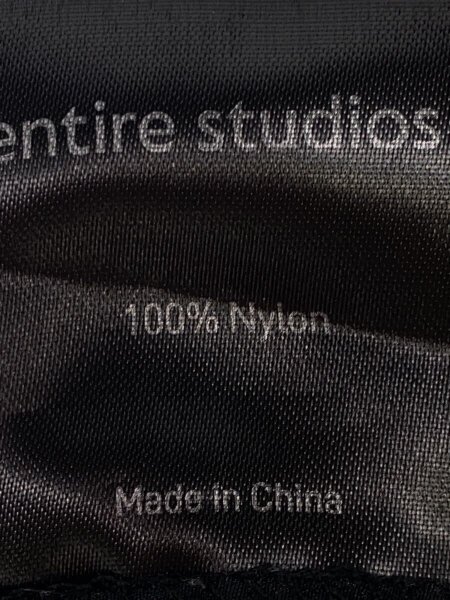 entire studios
100% Nylon
Made in China